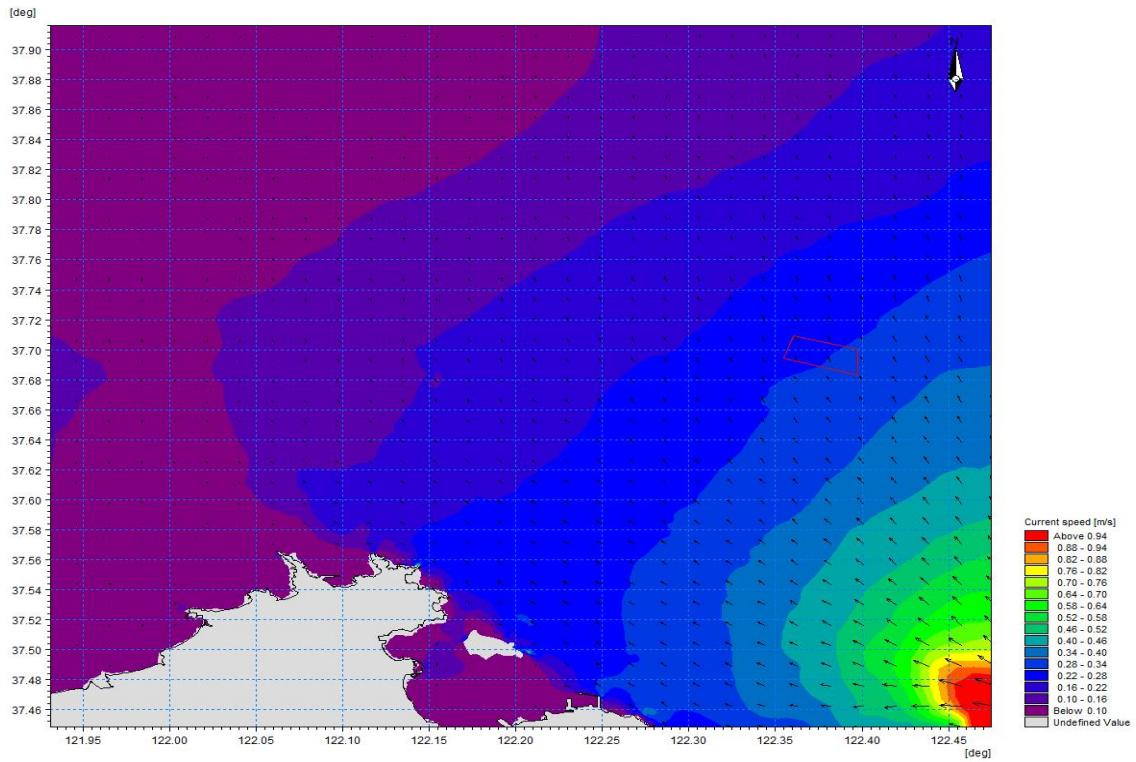 [deg]
N
37.90
37.88
37.86
37.84
37.82
37.80
37.78
37.76
37.74
37.72
37.70
37.68
37.66
37.64
37.62
37.60
37.58
37.56
37.54
37.52
37.50
37.48
37.46
121.95 122.00 122.05 122.10 122.15 122.20 122.25 122.30 122.35 122.40 122.45
[deg]
Current speed [m/s]
Above 0.94
0.88 - 0.94
0.82 - 0.88
0.76 - 0.82
0.70 - 0.76
0.64 - 0.70
0.58 - 0.64
0.52 - 0.58
0.46 - 0.52
0.40 - 0.46
0.34 - 0.40
0.28 - 0.34
0.22 - 0.28
0.16 - 0.22
0.10 - 0.16
Below 0.10
Undefined Value